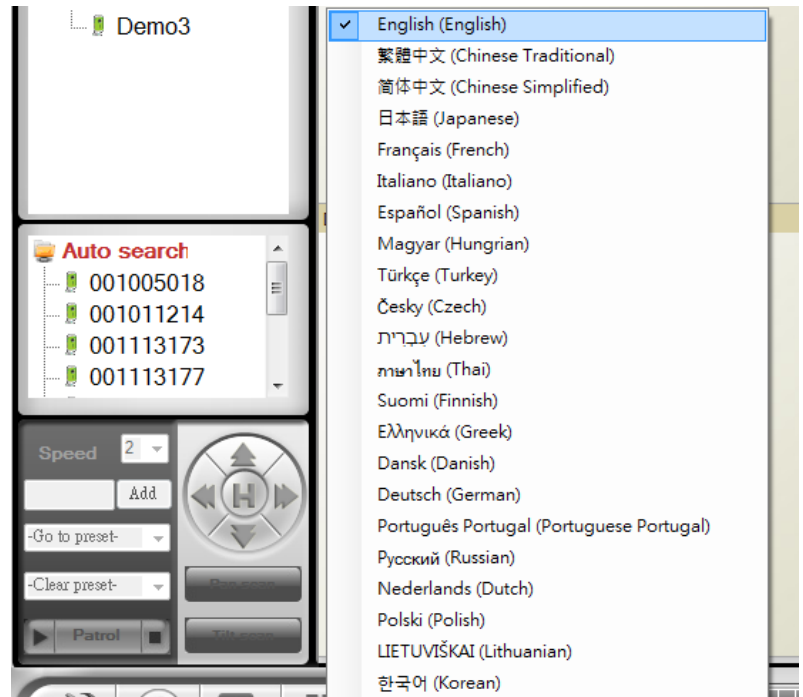 Demo3
Auto search
001005018
001011214
001113173
001113177
Speed
2
Add
-Go to preset-
-Clear preset-
Patrol
H
Pan scan
Tilt scan
English (English)
繁體中文 (Chinese Traditional)
简体中文 (Chinese Simplified)
日本語 (Japanese)
Français (French)
Italiano (Italiano)
Español (Spanish)
Magyar (Hungrian)
Türkçe (Turkey)
Česky (Czech)
עִבְרִית (Hebrew)
ภาษาไทย (Thai)
Suomi (Finnish)
Ελληνικά (Greek)
Dansk (Danish)
Deutsch (German)
Português Portugal (Portuguese Portugal)
Русский (Russian)
Nederlands (Dutch)
Polski (Polish)
LIETUVIŠKAI (Lithuanian)
한국어 (Korean)